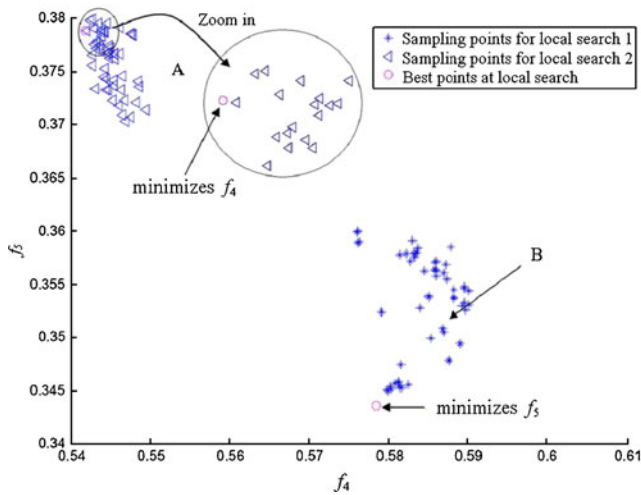 0.38
0.375
0.37
0.365
0.36
0.355
0.35
0.345
0.34
f5
Zoom in
A
Sampling points for local search 1
Sampling points for local search 2
Best points at local search
minimizes f4
B
minimizes f5
0.54
0.55
0.56
0.57
0.58
0.59
0.6
0.61
f4